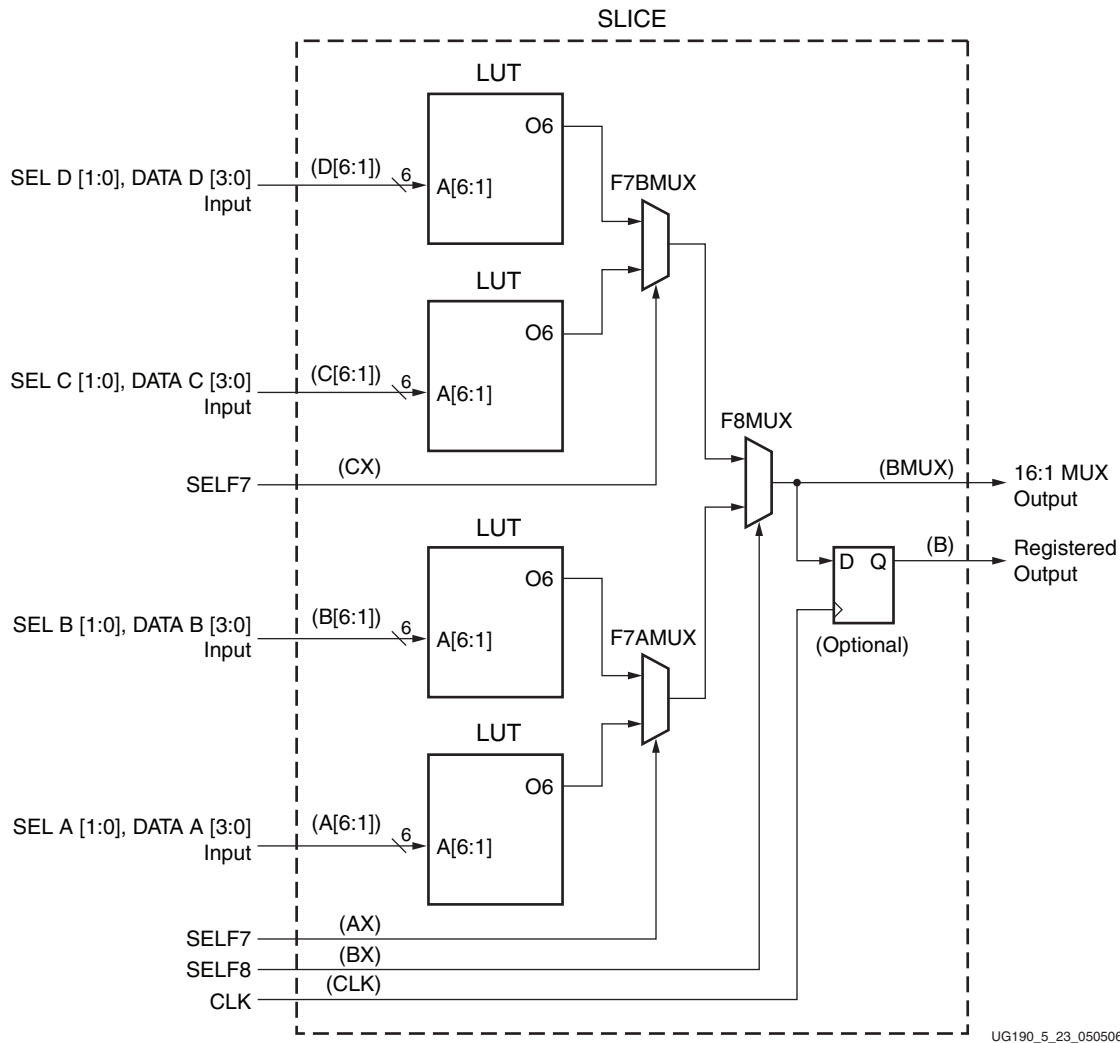 SLICE
LUT
O6
SEL D [1:0], DATA D [3:0]
Input
(D[6:1])
6
A[6:1]
F7BMUX
LUT
O6
SEL C [1:0], DATA C [3:0]
Input
(C[6:1])
6
A[6:1]
F8MUX
SELF7
(CX)
(BMUX)
16:1 MUX
Output
LUT
O6
D Q
(B)
Registered
Output
SEL B [1:0], DATA B [3:0]
Input
(B[6:1])
6
A[6:1]
F7AMUX
(Optional)
LUT
O6
SEL A [1:0], DATA A [3:0]
Input
(A[6:1])
6
A[6:1]
SELF7
(AX)
SELF8
(BX)
CLK
(CLK)
UG190_5_23_050506